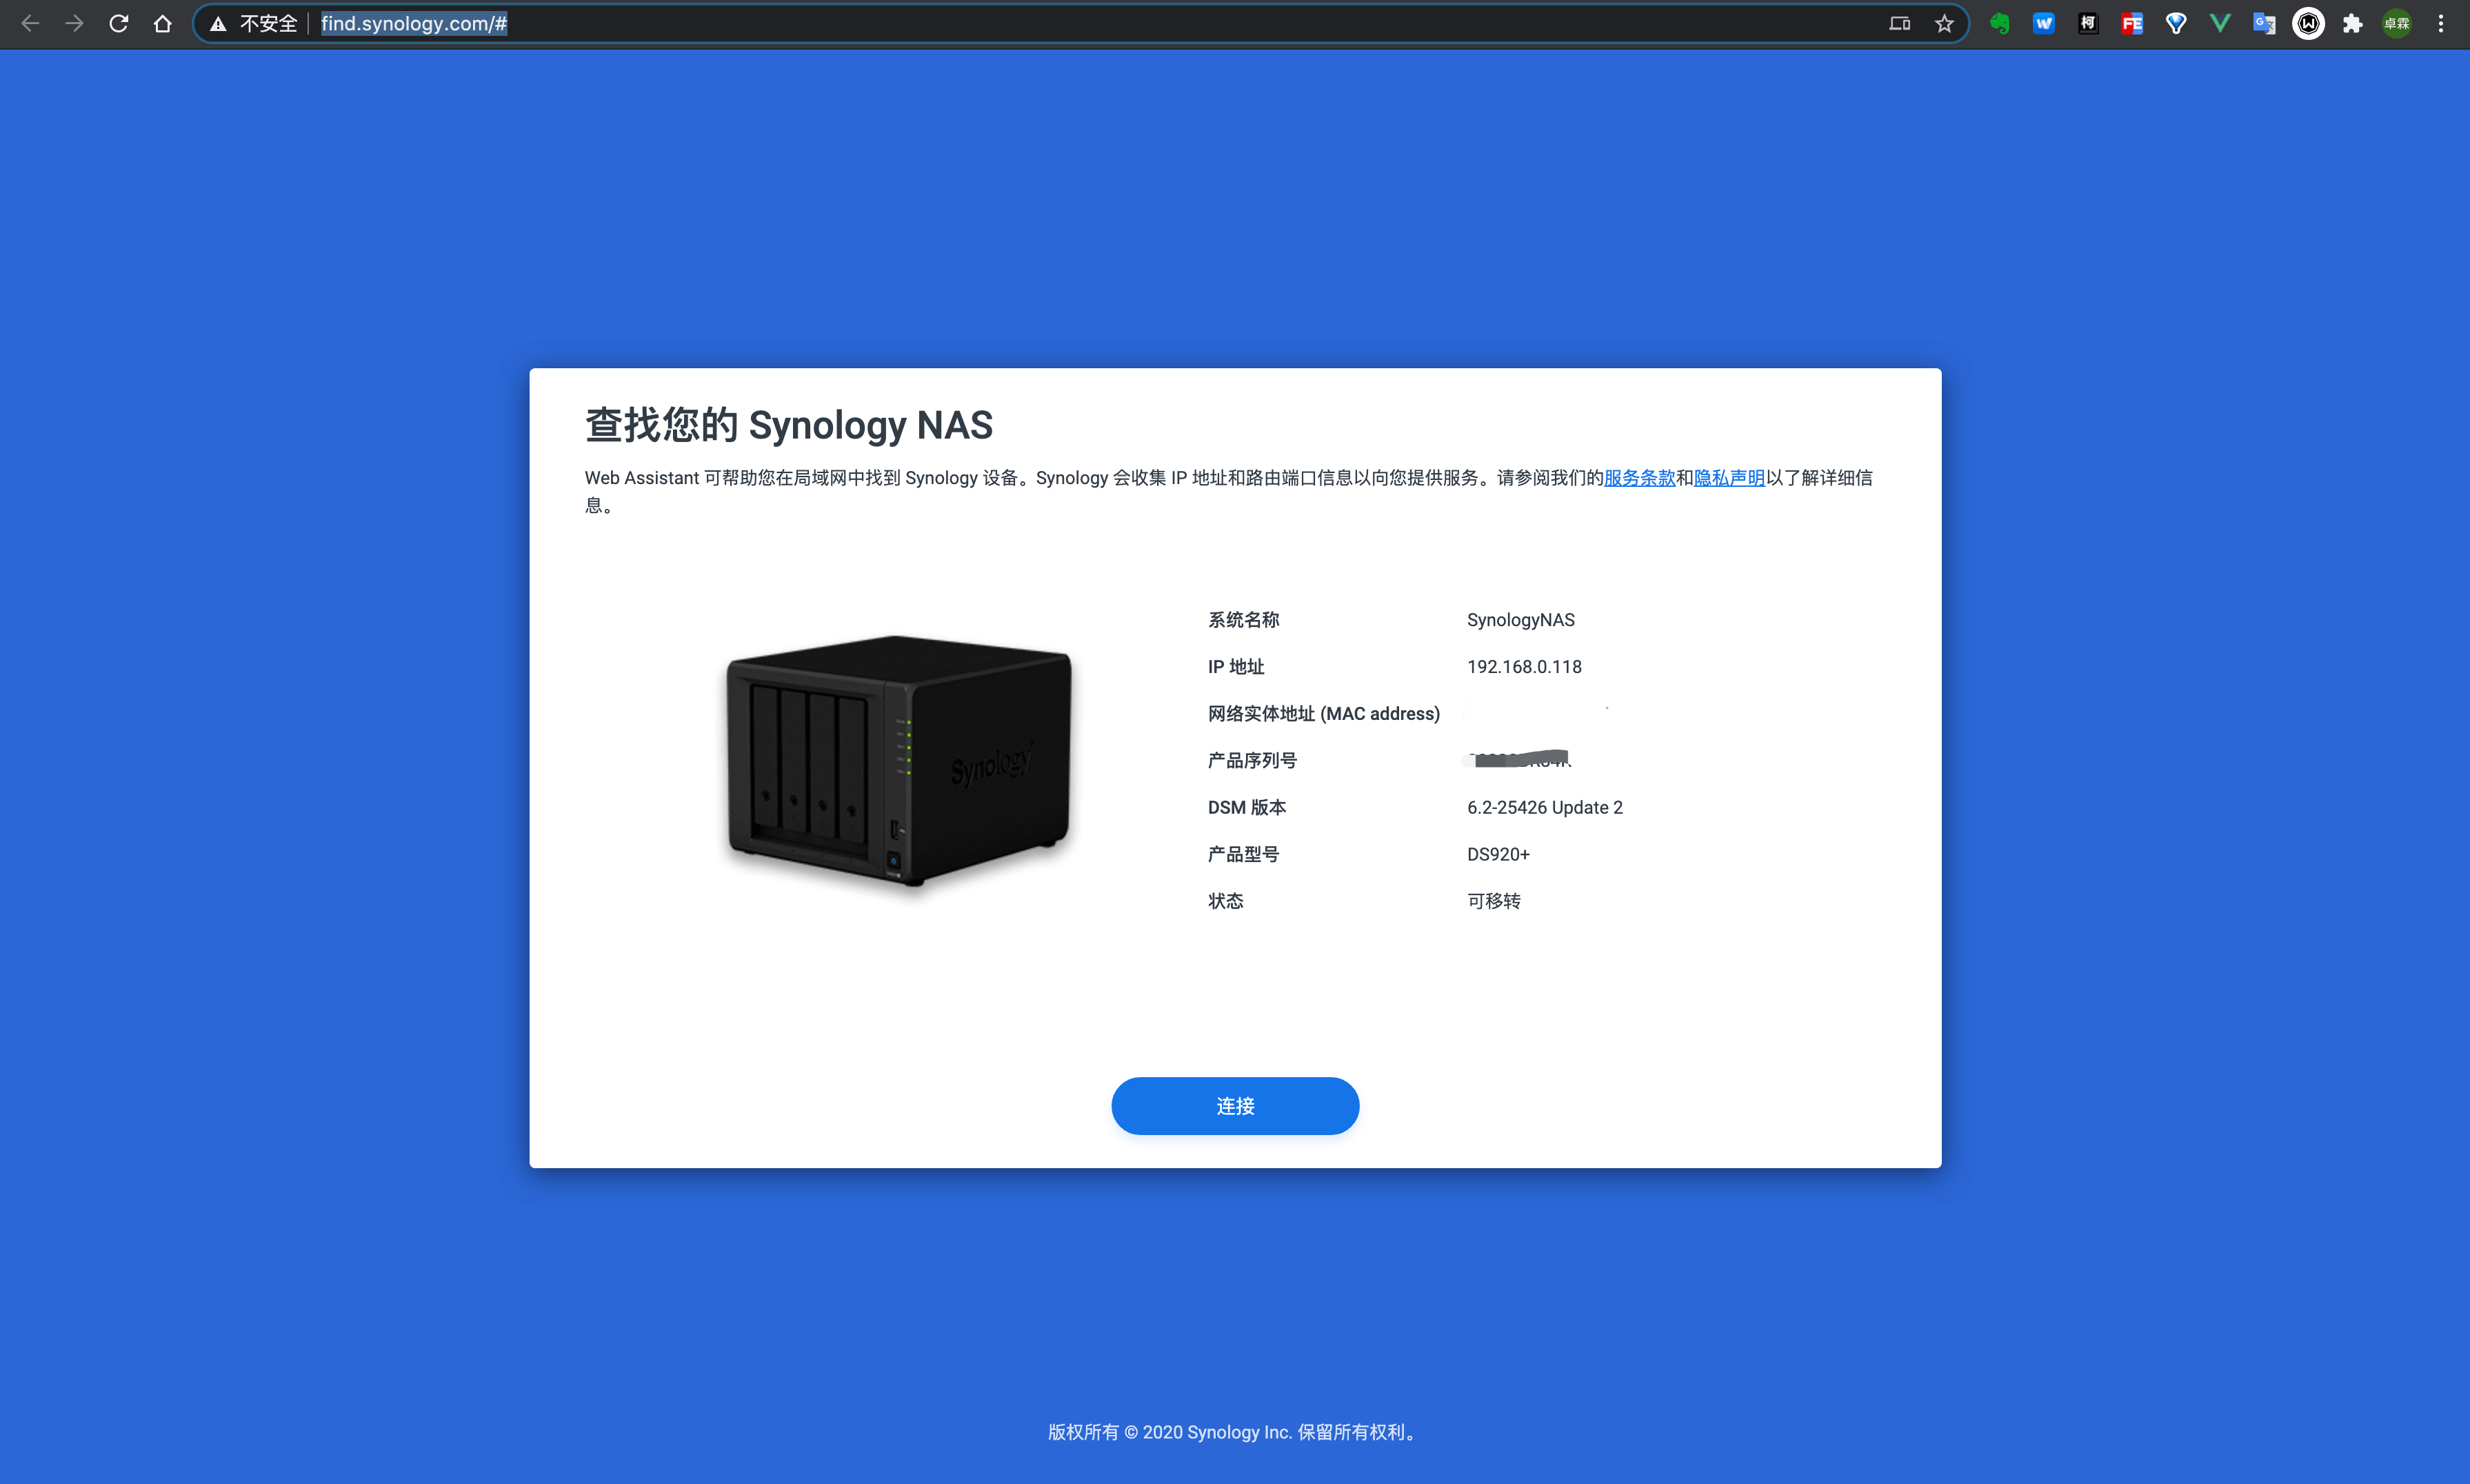 不安全 find.synology.com/#
卓霖
查找您的 Synology NAS
Web Assistant 可帮助您在局域网中找到 Synology 设备。Synology 会收集 IP 地址和路由端口信息以向您提供服务。请参阅我们的服务条款和隐私声明以了解详细信
息。
Synology
系统名称 SynologyNAS
IP 地址 192.168.0.118
网络实体地址 (MAC address)
产品序列号
DSM 版本 6.2-25426 Update 2
产品型号 DS920+
状态 可移转
连接
版权所有 © 2020 Synology Inc. 保留所有权利。